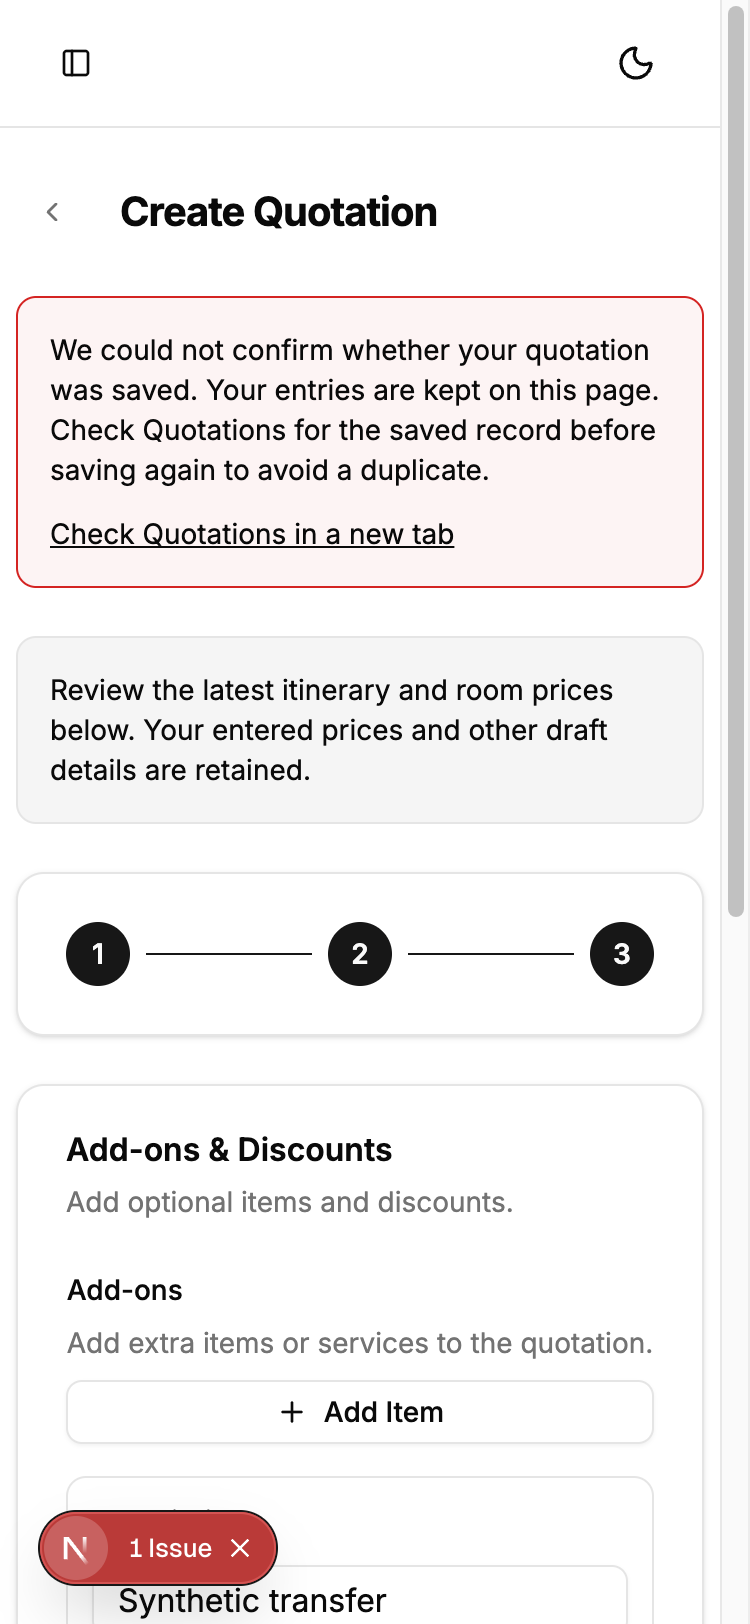 Create Quotation
We could not confirm whether your quotation
was saved. Your entries are kept on this page.
Check Quotations for the saved record before
saving again to avoid a duplicate.
Check Quotations in a new tab
Review the latest itinerary and room prices
below. Your entered prices and other draft
details are retained.
1 2 3
Add-ons & Discounts
Add optional items and discounts.
Add-ons
Add extra items or services to the quotation.
Add Item
N 1 Issue
Synthetic transfer